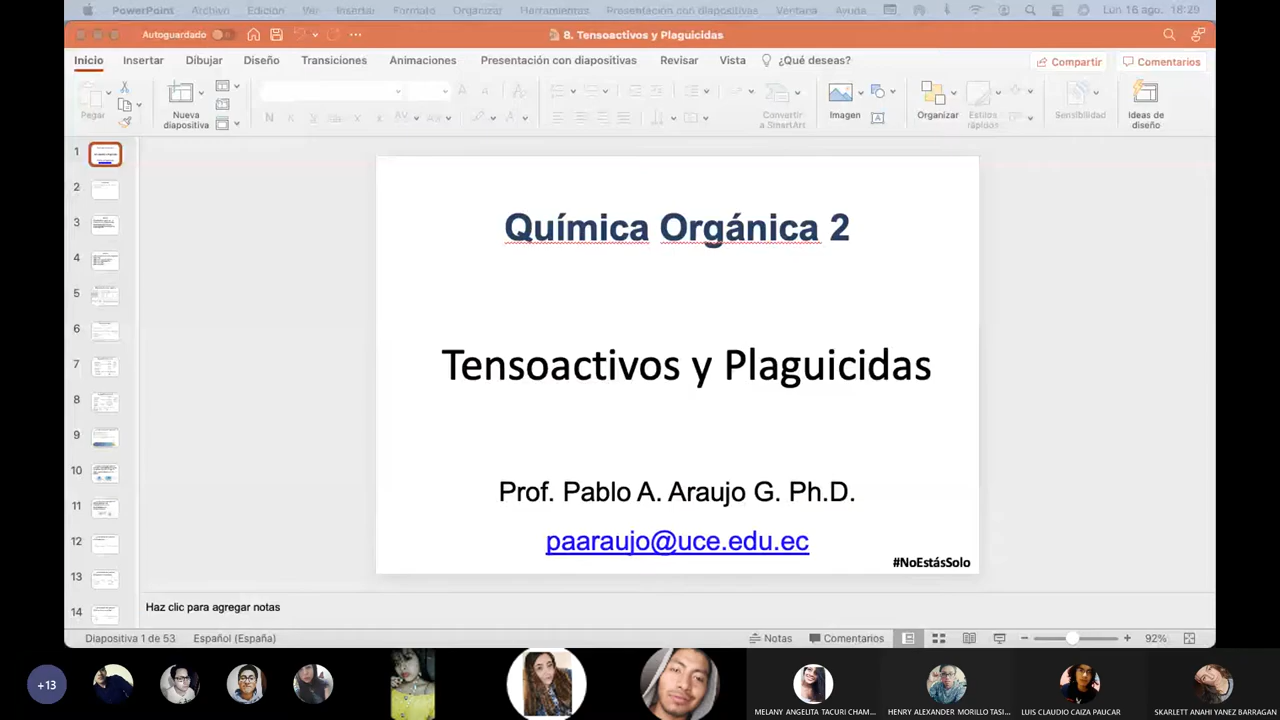 PowerPoint Archivo Edición Ver Insertar Formato Organizar Herramientas Presentación con diapositivas Ventana Ayuda Lun 16 ago. 18:29
Autoguardado 8. Tensoactivos y Plaguicidas
Inicio Insertar Dibujar Diseño Transiciones Animaciones Presentación con diapositivas Revisar Vista ¿Qué deseas? Compartir Comentarios
Pegar
Nueva
diapositiva
N
Convertir
a SmartArt
Imagen
Organizar
Estilos
rápidos
Sensibilidad
Ideas de
diseño
1
2
3
4
5
6
7
8
9
10
11
12
13
14
Química Orgánica 2
Tensoactivos y Plaguicidas
Prof. Pablo A. Araujo G. Ph.D.
paaraujo@uce.edu.ec
#NoEstásSolo
Haz clic para agregar notas
Diapositiva 1 de 53 Español (España) Notas Comentarios 92%
+13
MELANY ANGELITA TACURI CHAM... HENRY ALEXANDER MORILLO TASI... LUIS CLAUDIO CAIZA PAUCAR SKARLETT ANAHI YANEZ BARRAGAN